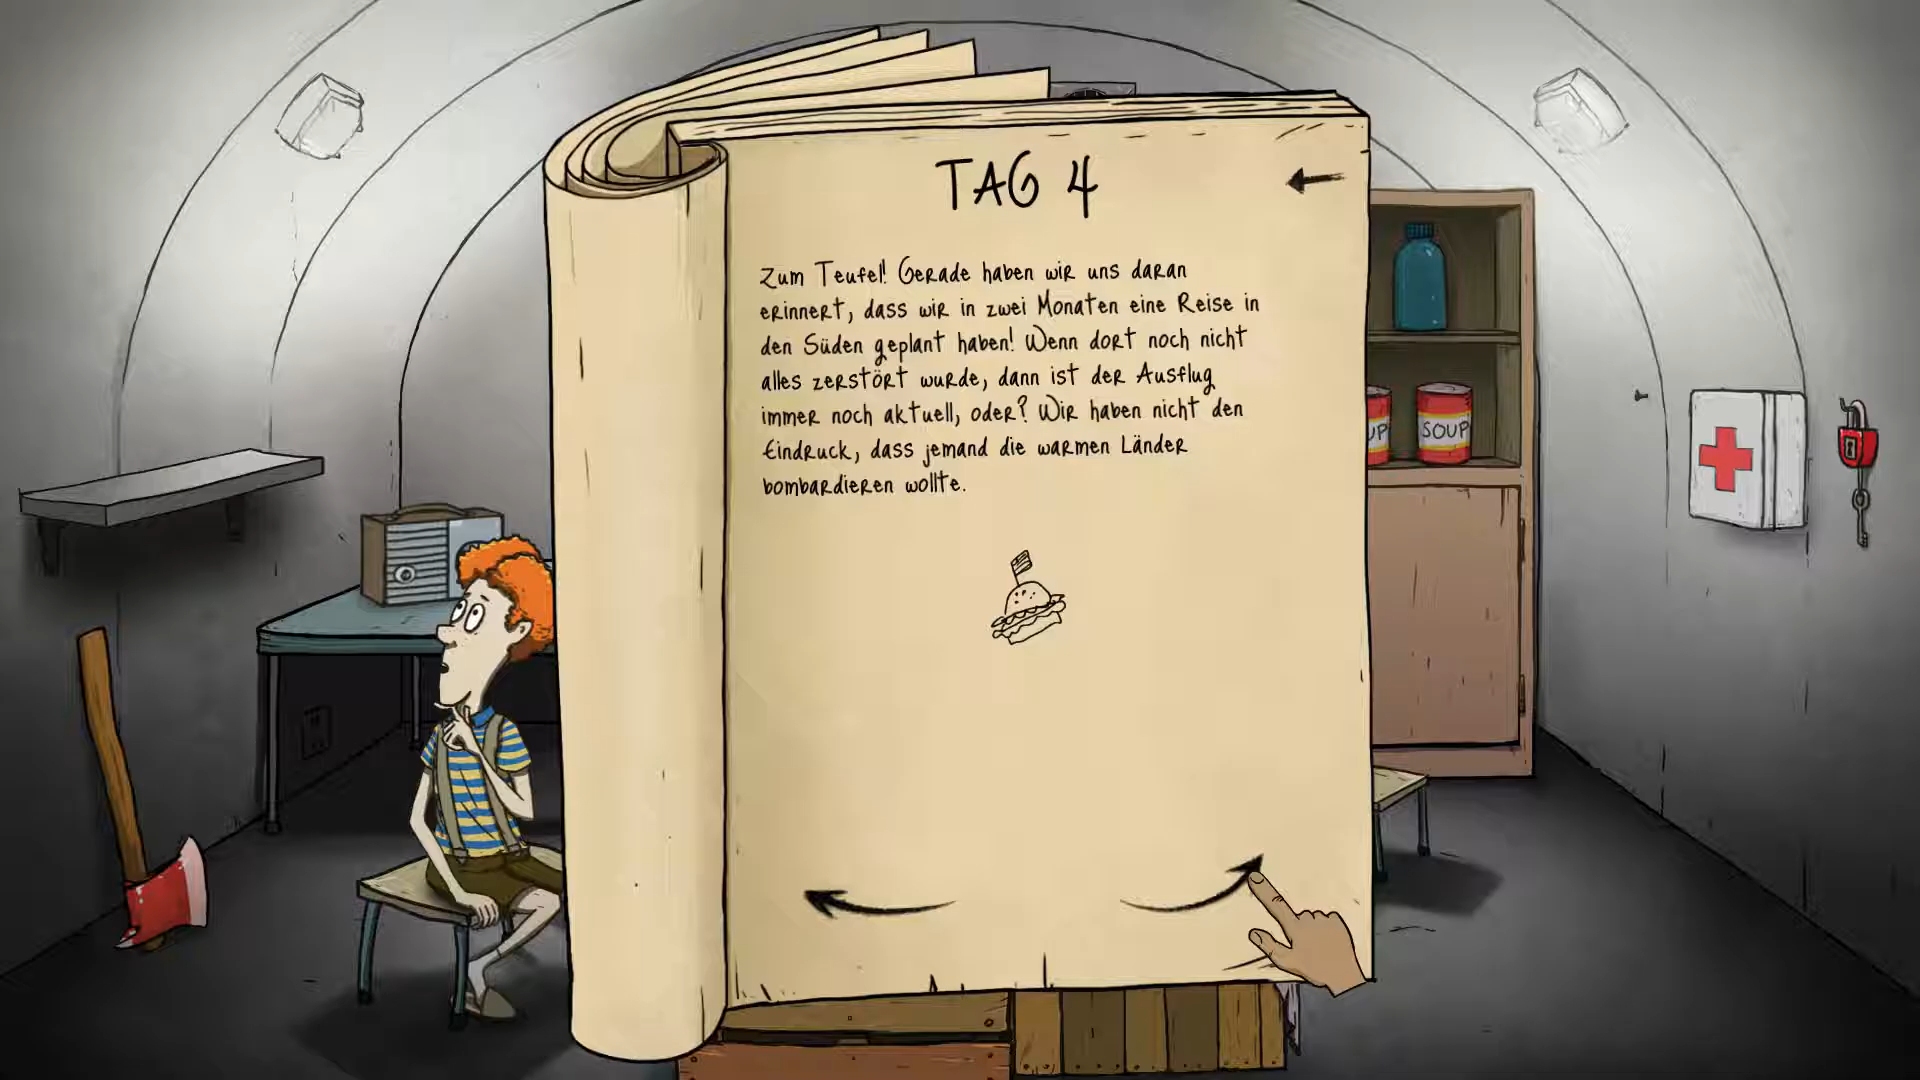 TAG 4
Zum Teufel! Gerade haben wir uns daran
erinnert, dass wir in zwei Monaten eine Reise in
den Süden geplant haben! Wenn dort noch nicht
alles zerstört wurde, dann ist der Ausflug
immer noch aktuell, oder? Wir haben nicht den
Eindruck, dass jemand die warmen Länder
bombardieren wollte.
UP
SOUP